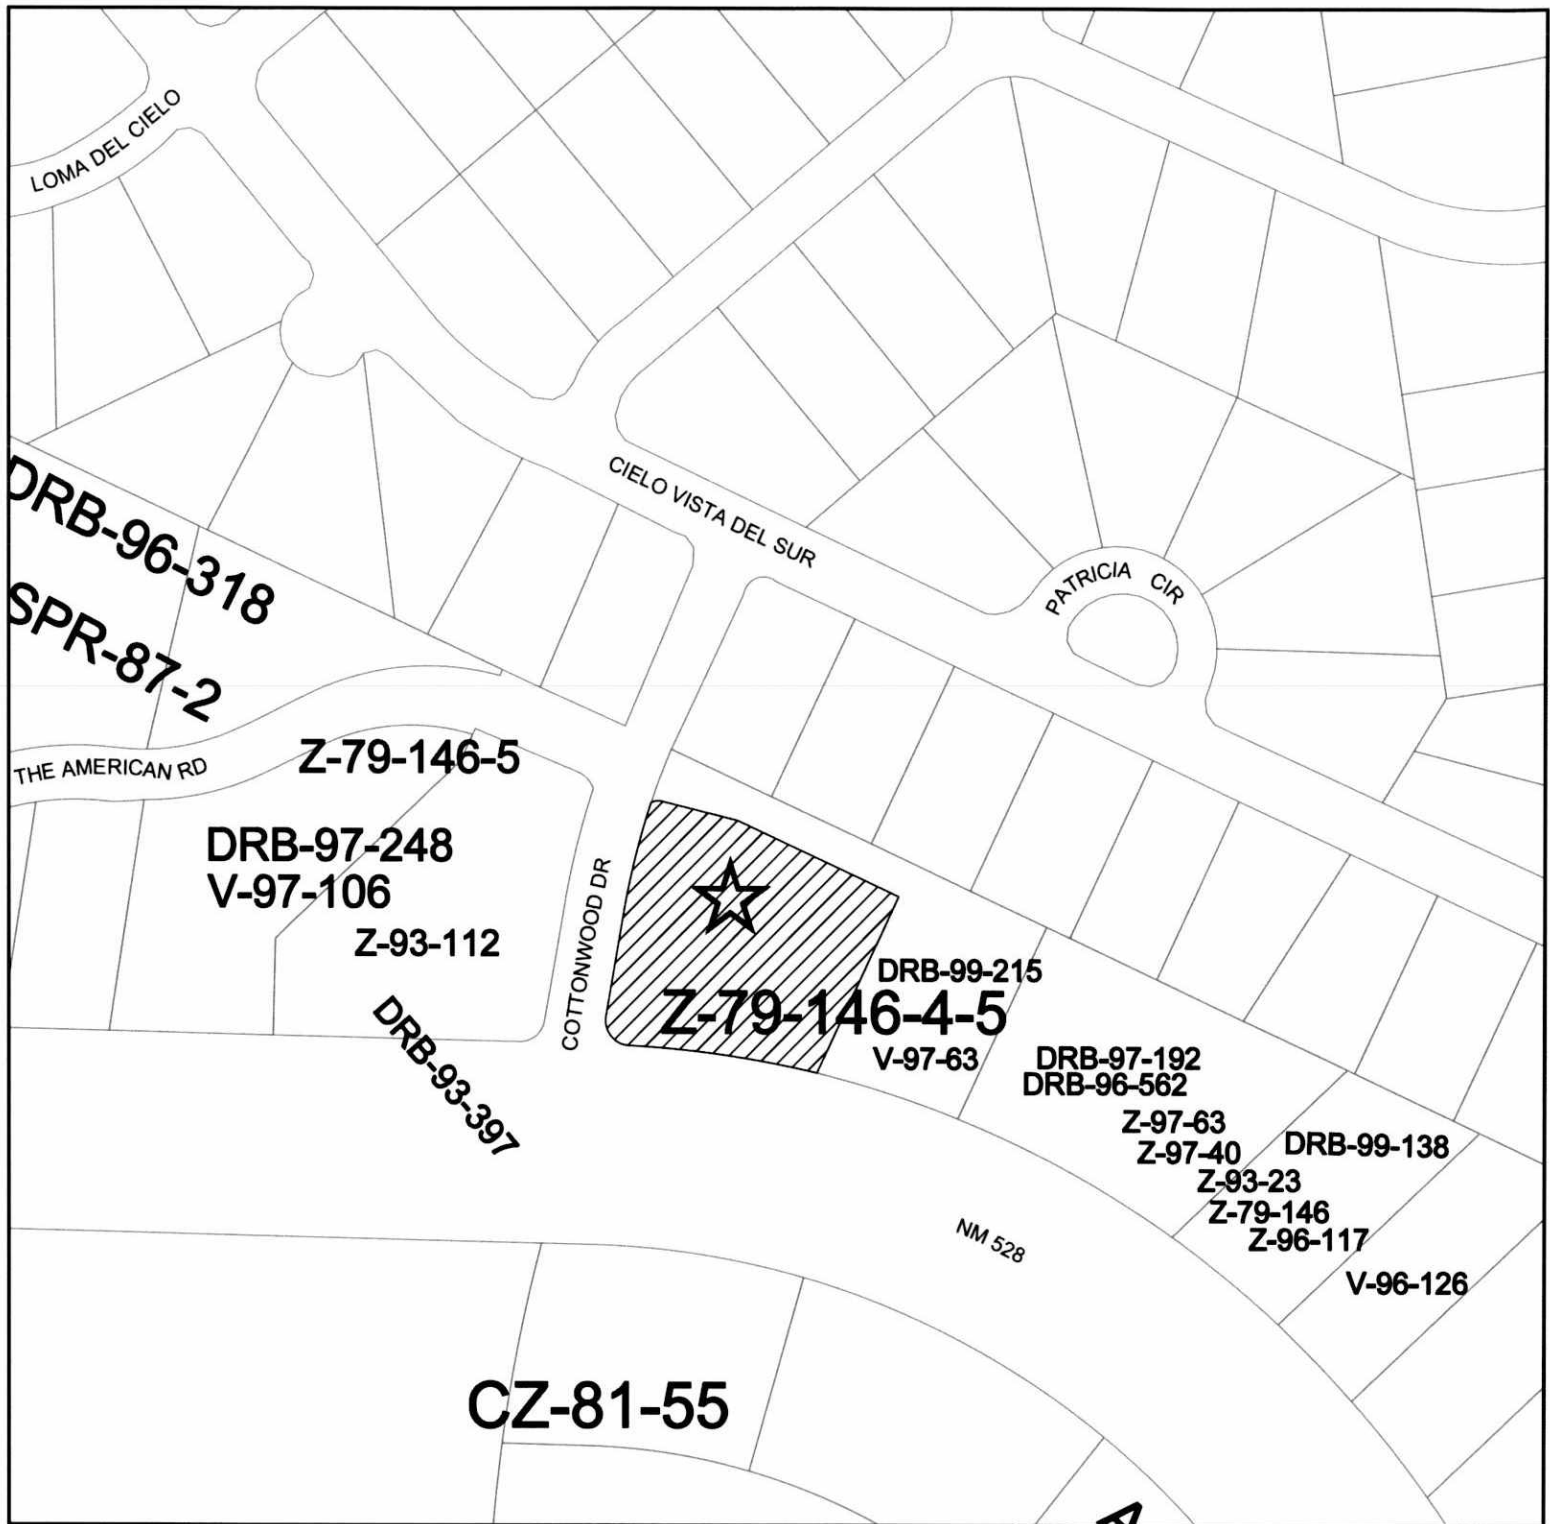 LOMA DEL CIELO
CIELO VISTA DEL SUR
PATRICIA CIR
DRB-96-318
SPR-87-2
THE AMERICAN RD
Z-79-146-5
DRB-97-248
V-97-106
Z-93-112
COTTONWOOD DR
DRB-93-397
DRB-99-215
Z-79-146-4-5
V-97-63
DRB-97-192
DRB-96-562
Z-97-63
Z-97-40
Z-93-23
Z-79-146
Z-96-117
DRB-99-138
V-96-126
NM 528
CZ-81-55